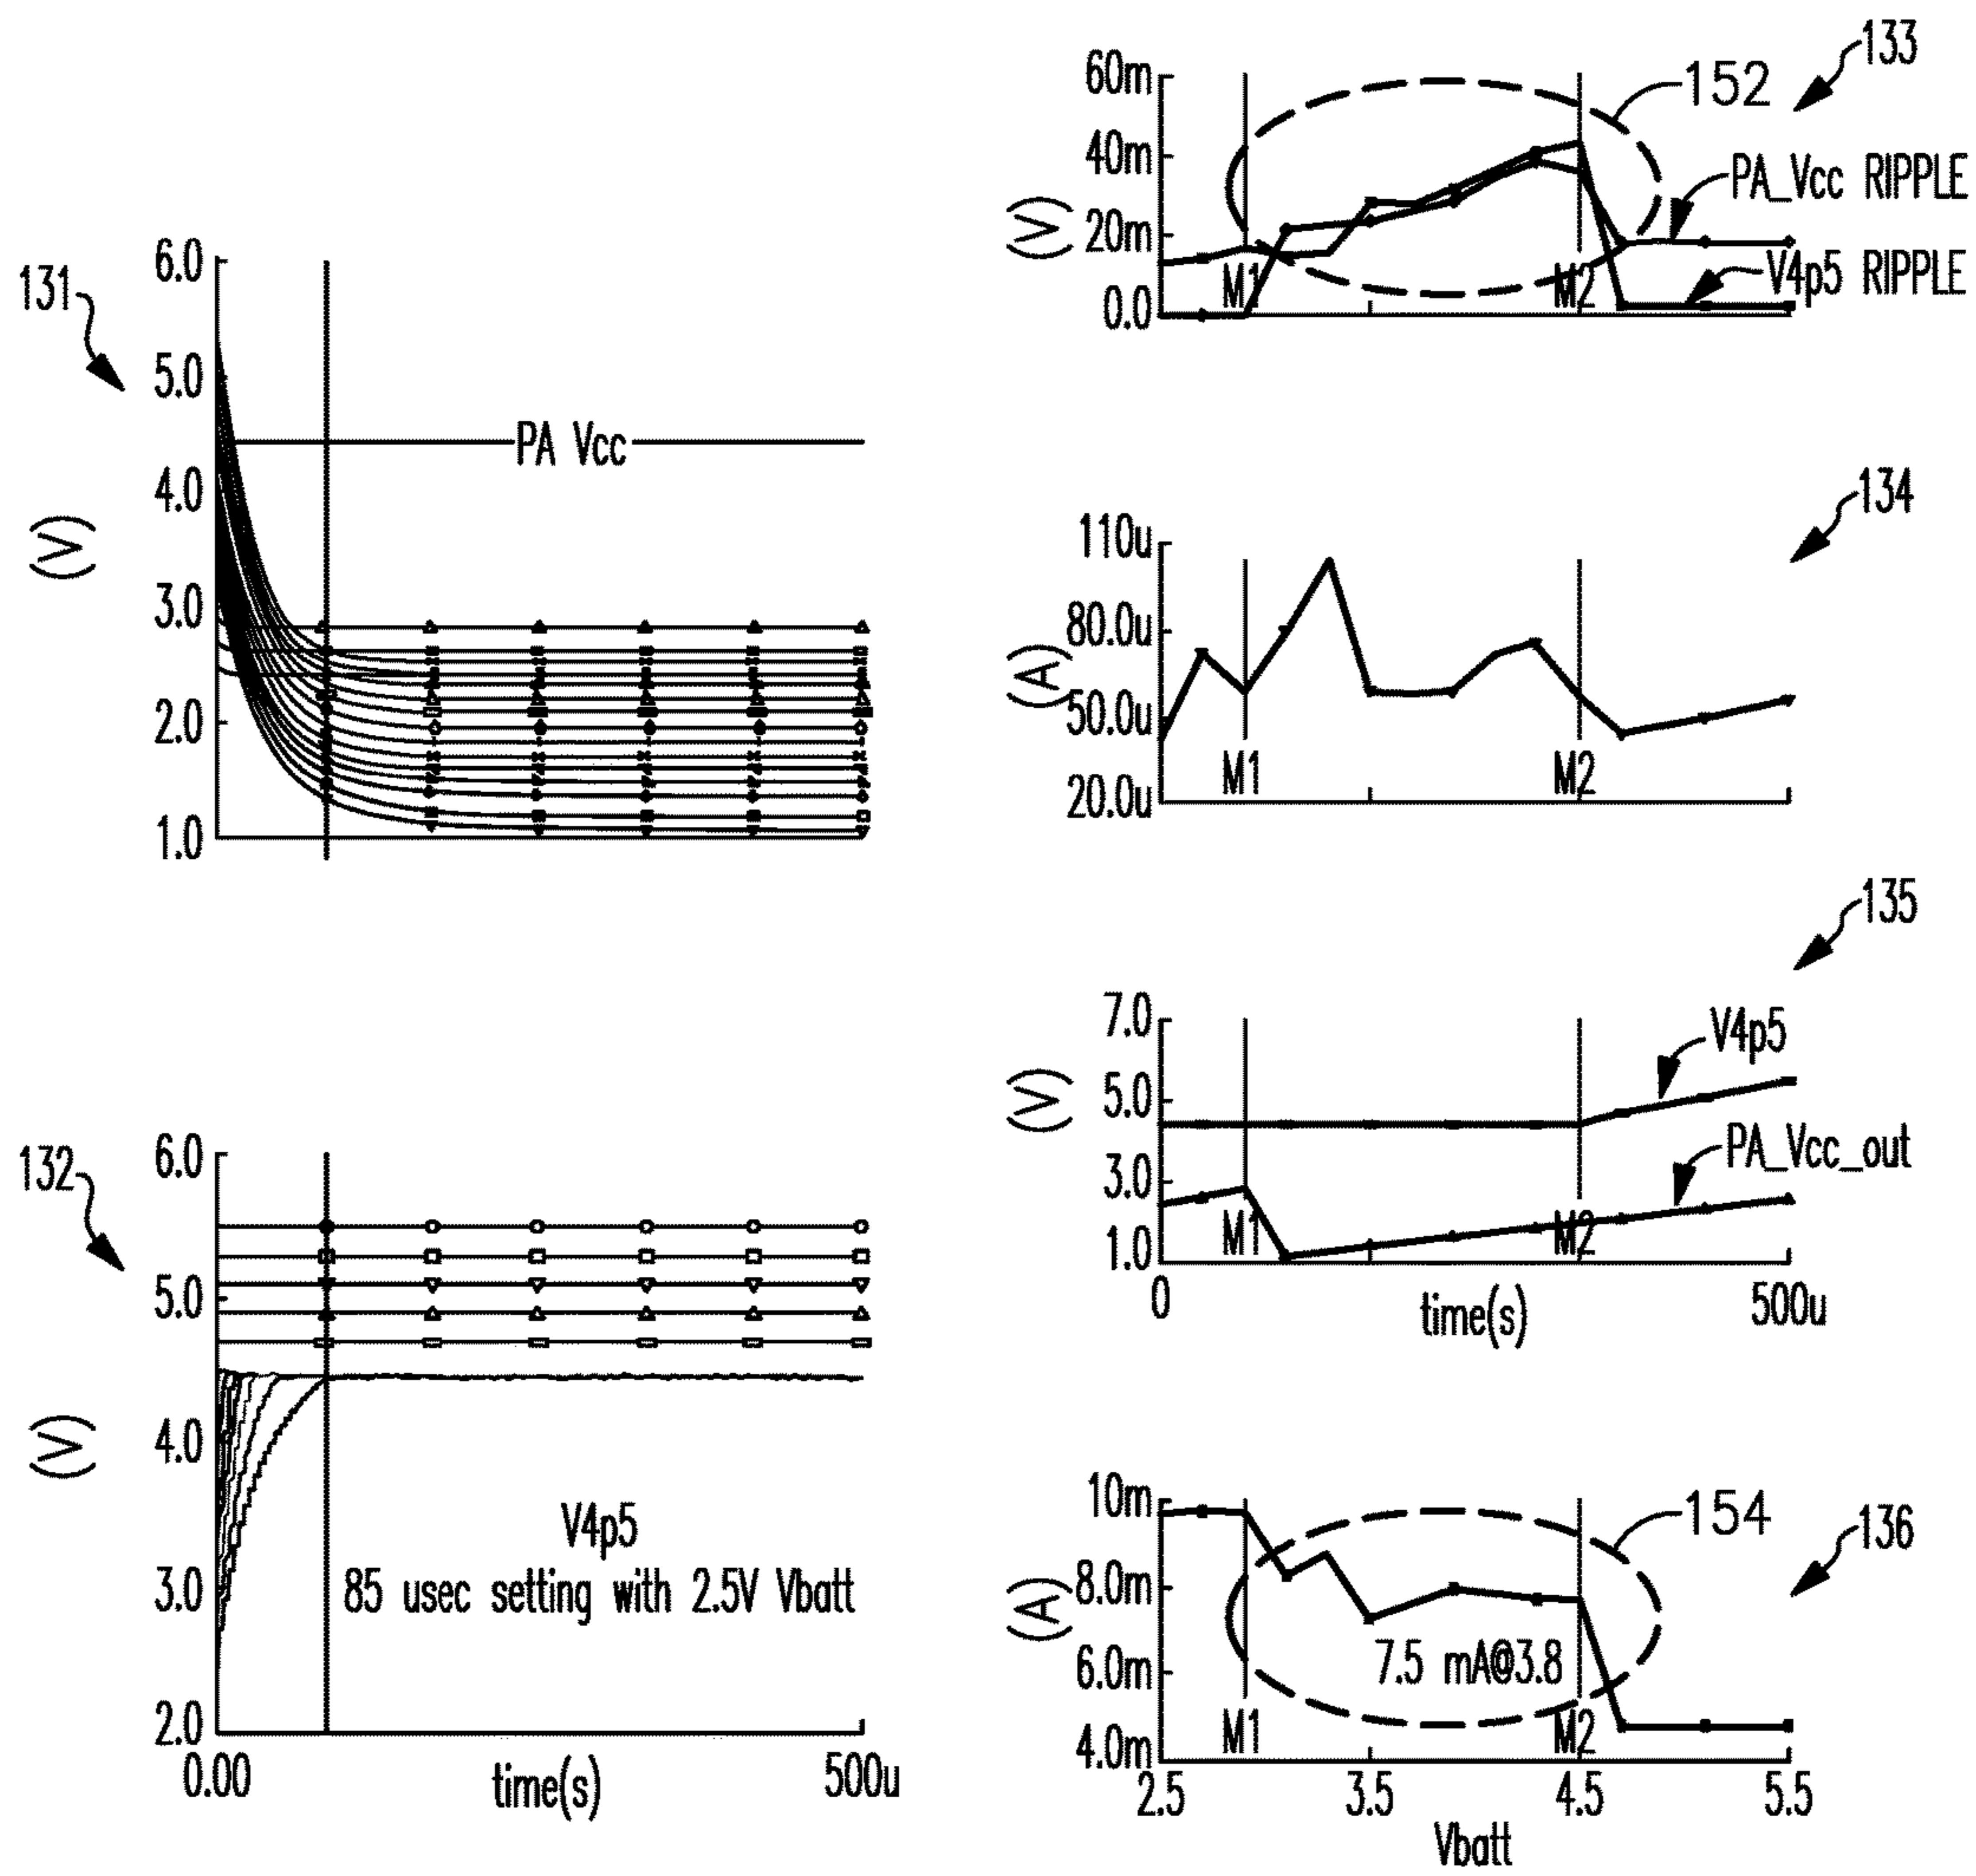 131
6.0
5.0
4.0
3.0
2.0
1.0
(V)
PA Vcc
132
6.0
5.0
4.0
3.0
2.0
(V)
V4p5
85 usec setting with 2.5V Vbatt
0.00
time(s)
500u
133
152
60m
40m
20m
0.0
(V)
PA_Vcc RIPPLE
V4p5 RIPPLE
M1
M2
134
110u
80.0u
50.0u
20.0u
(A)
M1
M2
135
7.0
5.0
3.0
1.0
(V)
V4p5
PA_Vcc_out
M1
M2
0
time(s)
500u
136
154
10m
8.0m
6.0m
4.0m
(A)
7.5 mA@3.8
M1
M2
2.5
3.5
4.5
5.5
Vbatt